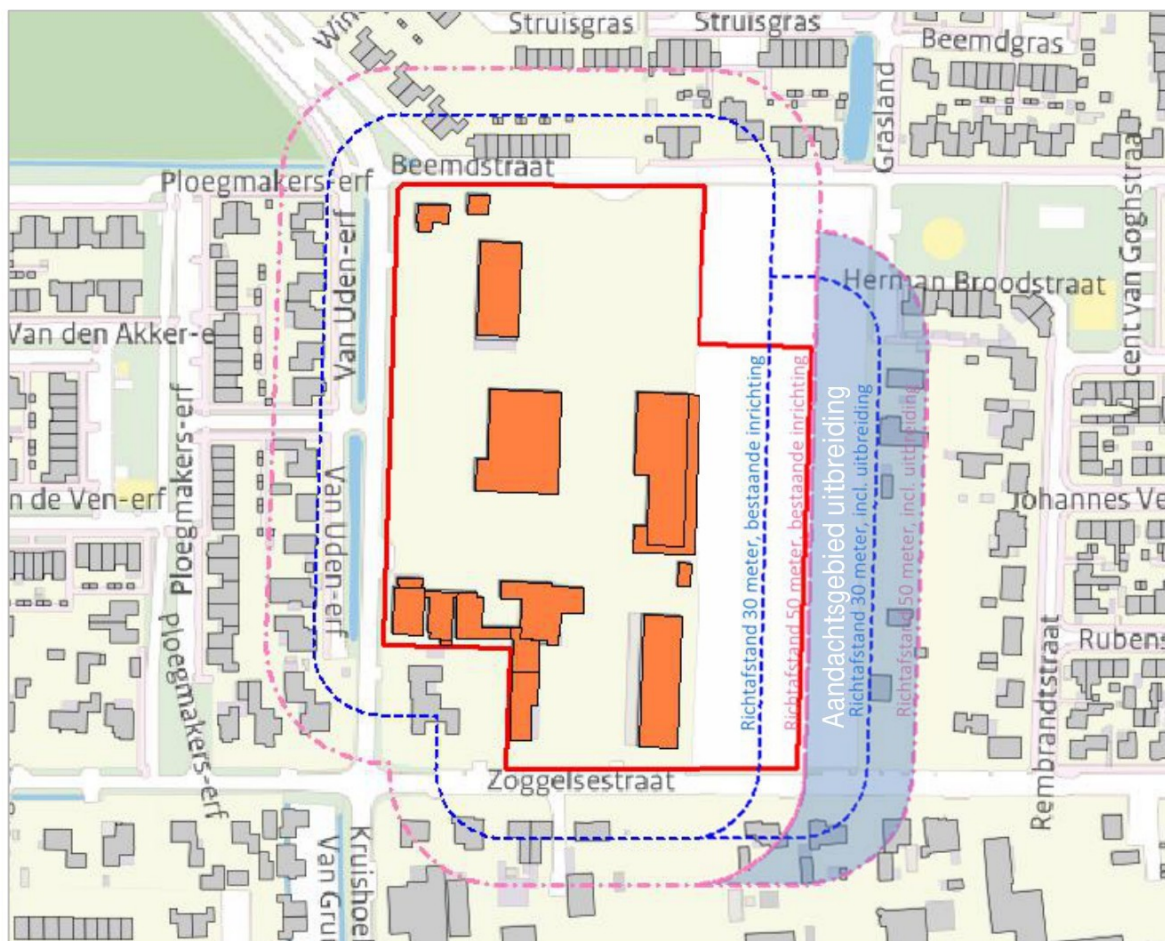 Struisgras
Struisgras
Beemdgras
Grasland
Beemdstraat
Ploegmakers-erf
Van Uden-erf
Herman Broodstraat
Van den Akker-e
Ploegmakers-erf
Richtafstand 30 meter, bestaande inrichting
Richtafstand 50 meter, bestaande inrichting
Aandachtsgebied uitbreiding
Richtafstand 30 meter, incl. uitbreiding
Richtafstand 50 meter, incl. uitbreiding
n de Ven-erf
Van Uden-erf
Johannes Ve
Ploegmakers-erf
Rembrandtstraat
Rubens
Zoggelsestraat
Kruishoe
Van Gru